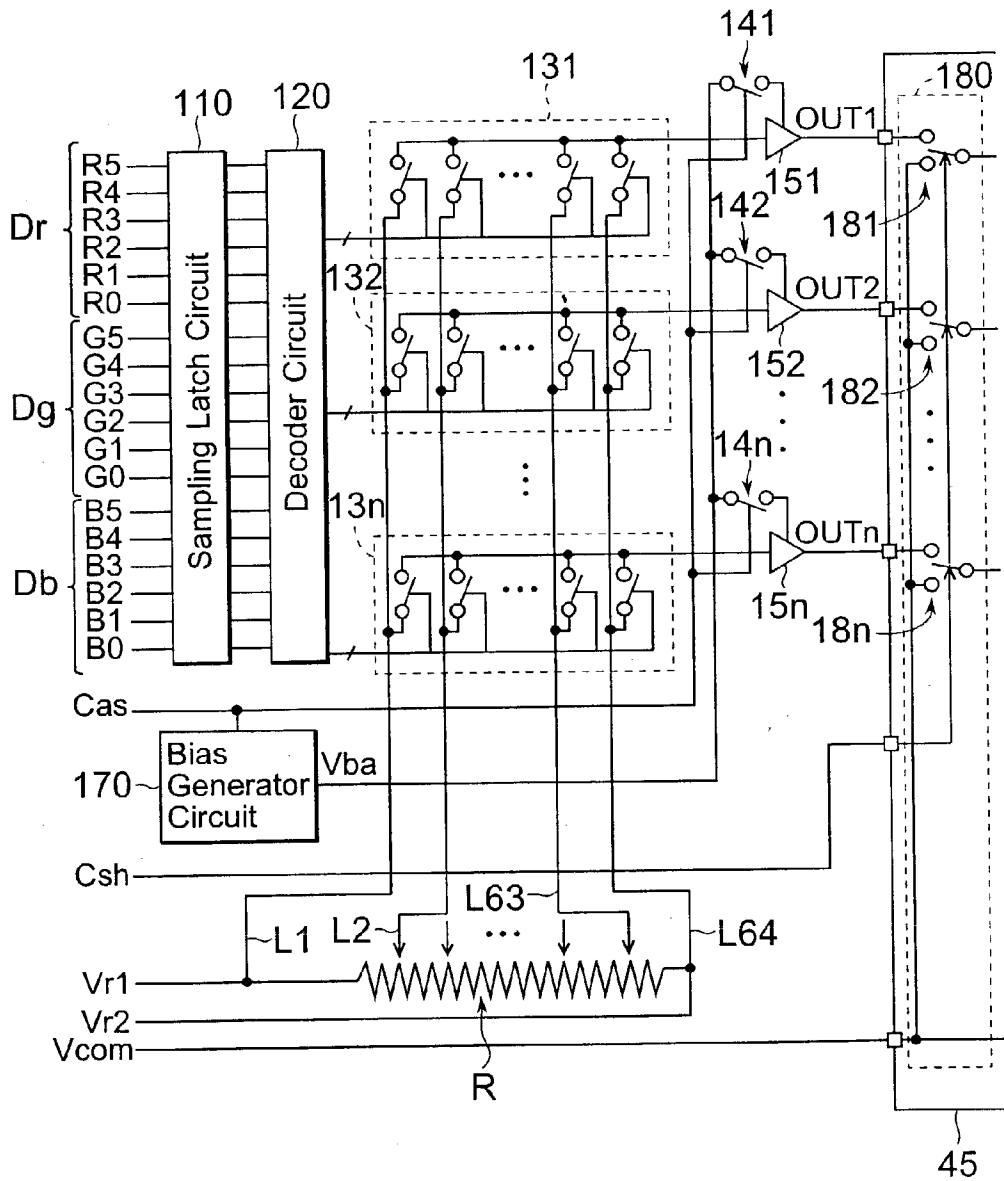 141
131
180
110
120
OUT1
R5
R4
R3
R2
R1
R0
Dr
151
181
142
132
OUT2
G5
G4
G3
G2
G1
G0
Dg
152
182
Sampling Latch Circuit
Decoder Circuit
14n
13n
OUTn
B5
B4
B3
B2
B1
B0
Db
15n
18n
Cas
Bias
Generator
Circuit
170
Vba
Csh
L63
L1
L2
L64
Vr1
Vr2
Vcom
R
45